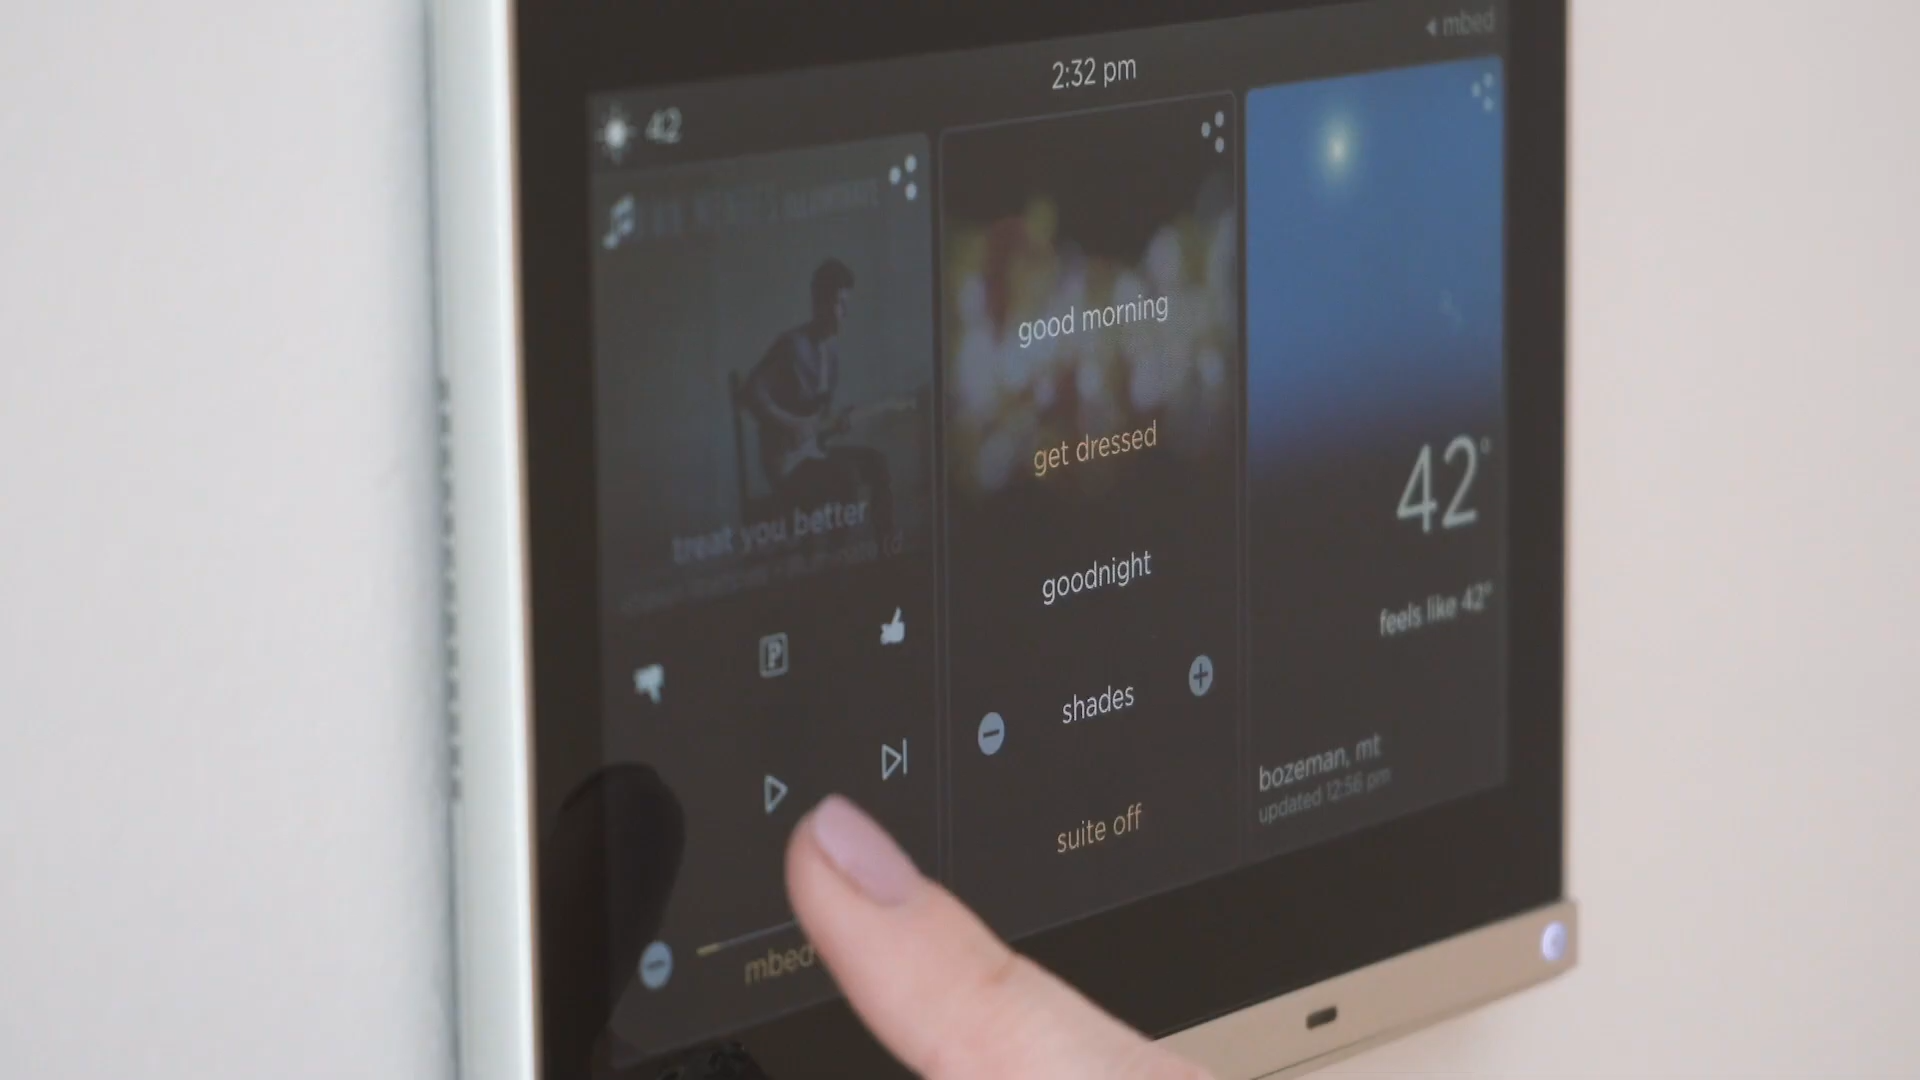 ◂ mbed
2:32 pm
42
treat you better
P
mbed
good morning
get dressed
goodnight
shades
suite off
42°
feels like 42°
bozeman, mt
updated 12:56 pm